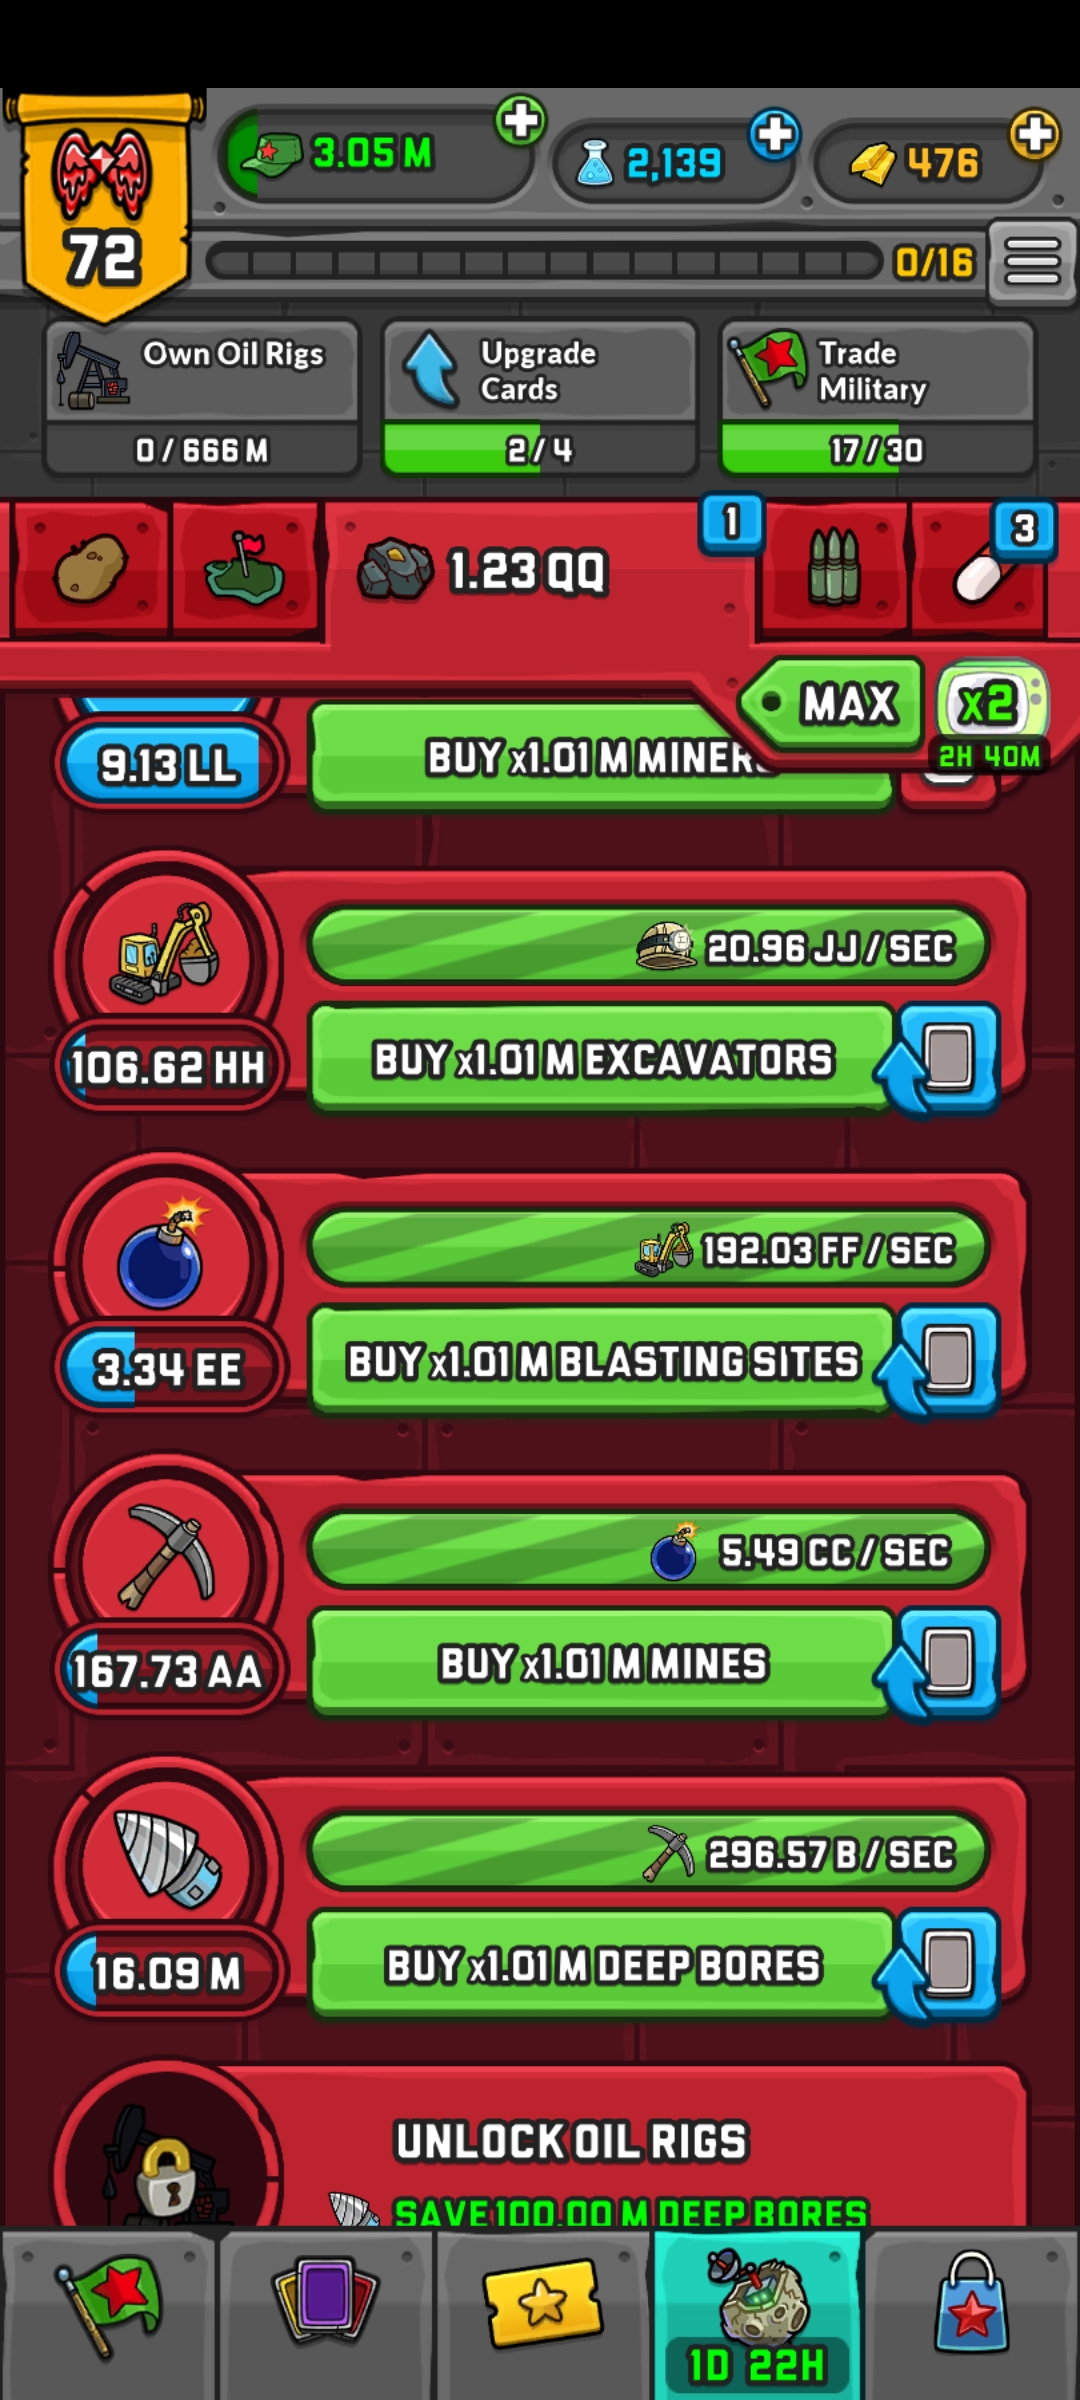 72
3.05 M
2,139
476
0/16
Own Oil Rigs
0 / 666 M
Upgrade
Cards
2 / 4
Trade
Military
17 / 30
1.23 QQ
1
3
MAX
x2
2H 40M
9.13 LL
BUY x1.01 M MINERS
20.96 JJ / SEC
106.62 HH
BUY x1.01 M EXCAVATORS
192.03 FF / SEC
3.34 EE
BUY x1.01 M BLASTING SITES
5.49 CC / SEC
167.73 AA
BUY x1.01 M MINES
296.57 B / SEC
16.09 M
BUY x1.01 M DEEP BORES
UNLOCK OIL RIGS
SAVE 100.00 M DEEP BORES
1D 22H